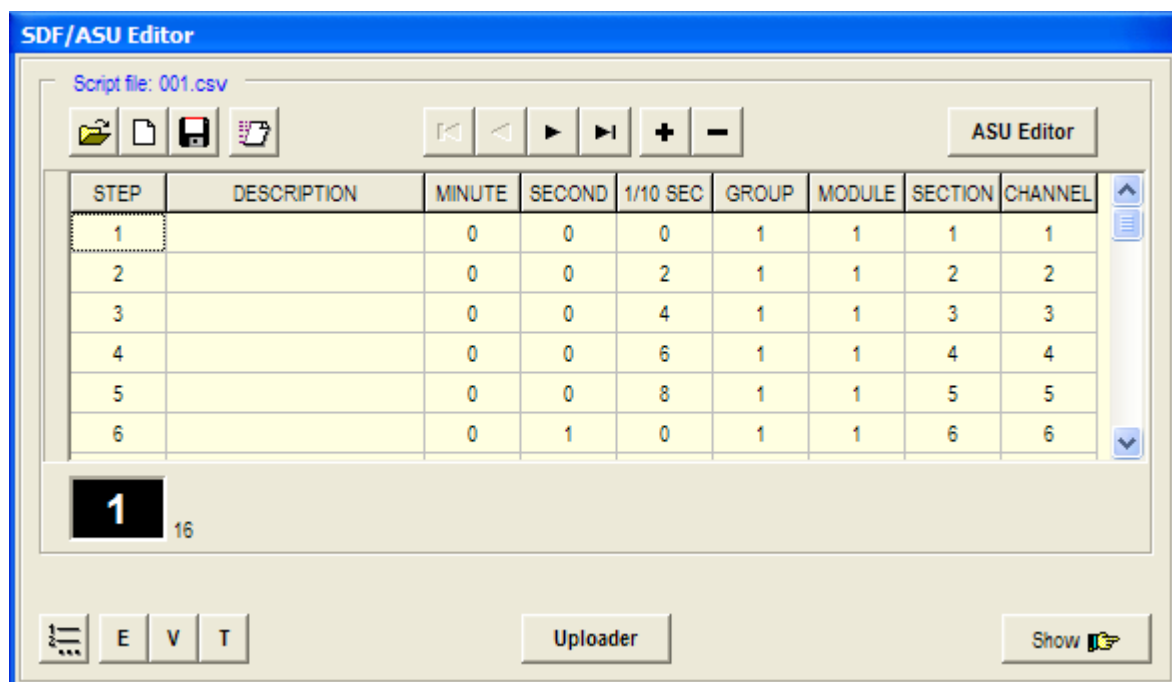 SDF/ASU Editor
Script file: 001.csv
ASU Editor
STEP DESCRIPTION MINUTE SECOND 1/10 SEC GROUP MODULE SECTION CHANNEL
1 0 0 0 1 1 1 1
2 0 0 2 1 1 2 2
3 0 0 4 1 1 3 3
4 0 0 6 1 1 4 4
5 0 0 8 1 1 5 5
6 0 1 0 1 1 6 6
1 16
E V T Uploader Show